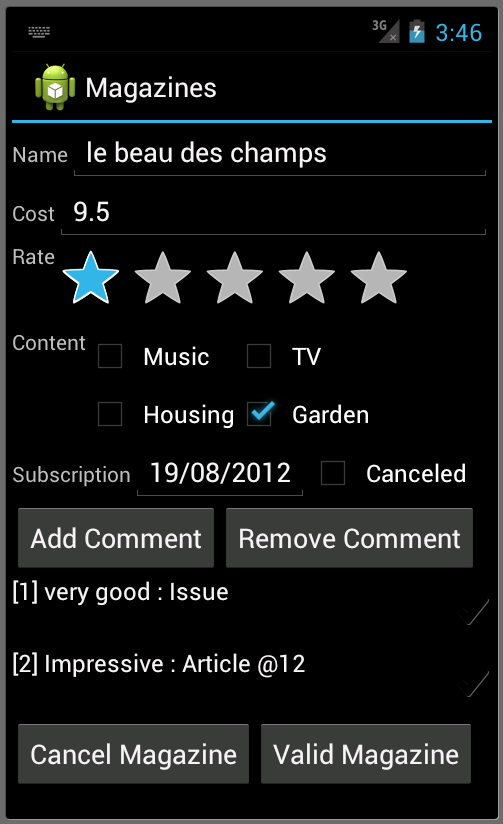 3G 3:46
Magazines
Name le beau des champs
Cost 9.5
Rate
Content Music TV
Housing Garden
Subscription 19/08/2012 Canceled
Add Comment Remove Comment
[1] very good : Issue
[2] Impressive : Article @12
Cancel Magazine Valid Magazine